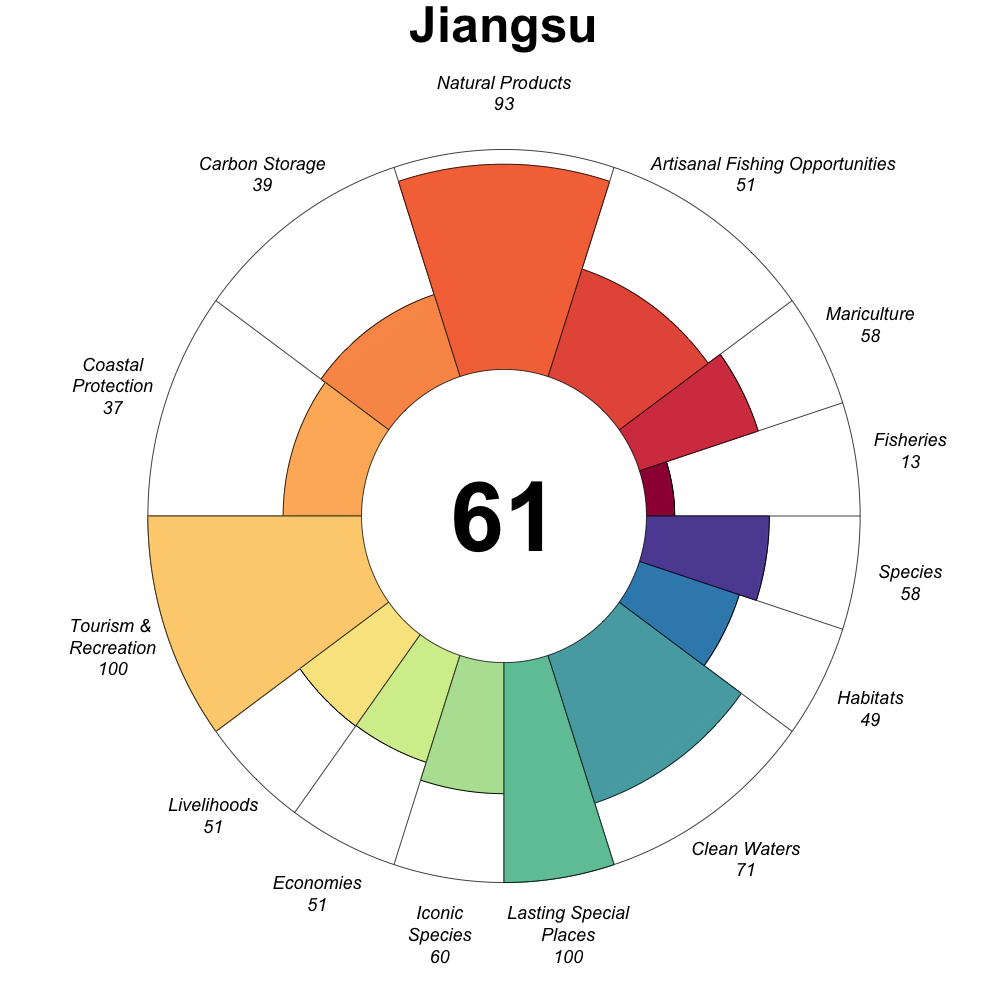 Jiangsu
Natural Products
93
Carbon Storage
39
Artisanal Fishing Opportunities
51
Mariculture
58
Coastal
Protection
37
Fisheries
13
61
Species
58
Tourism &
Recreation
100
Habitats
49
Livelihoods
51
Clean Waters
71
Economies
51
Iconic
Species
60
Lasting Special
Places
100